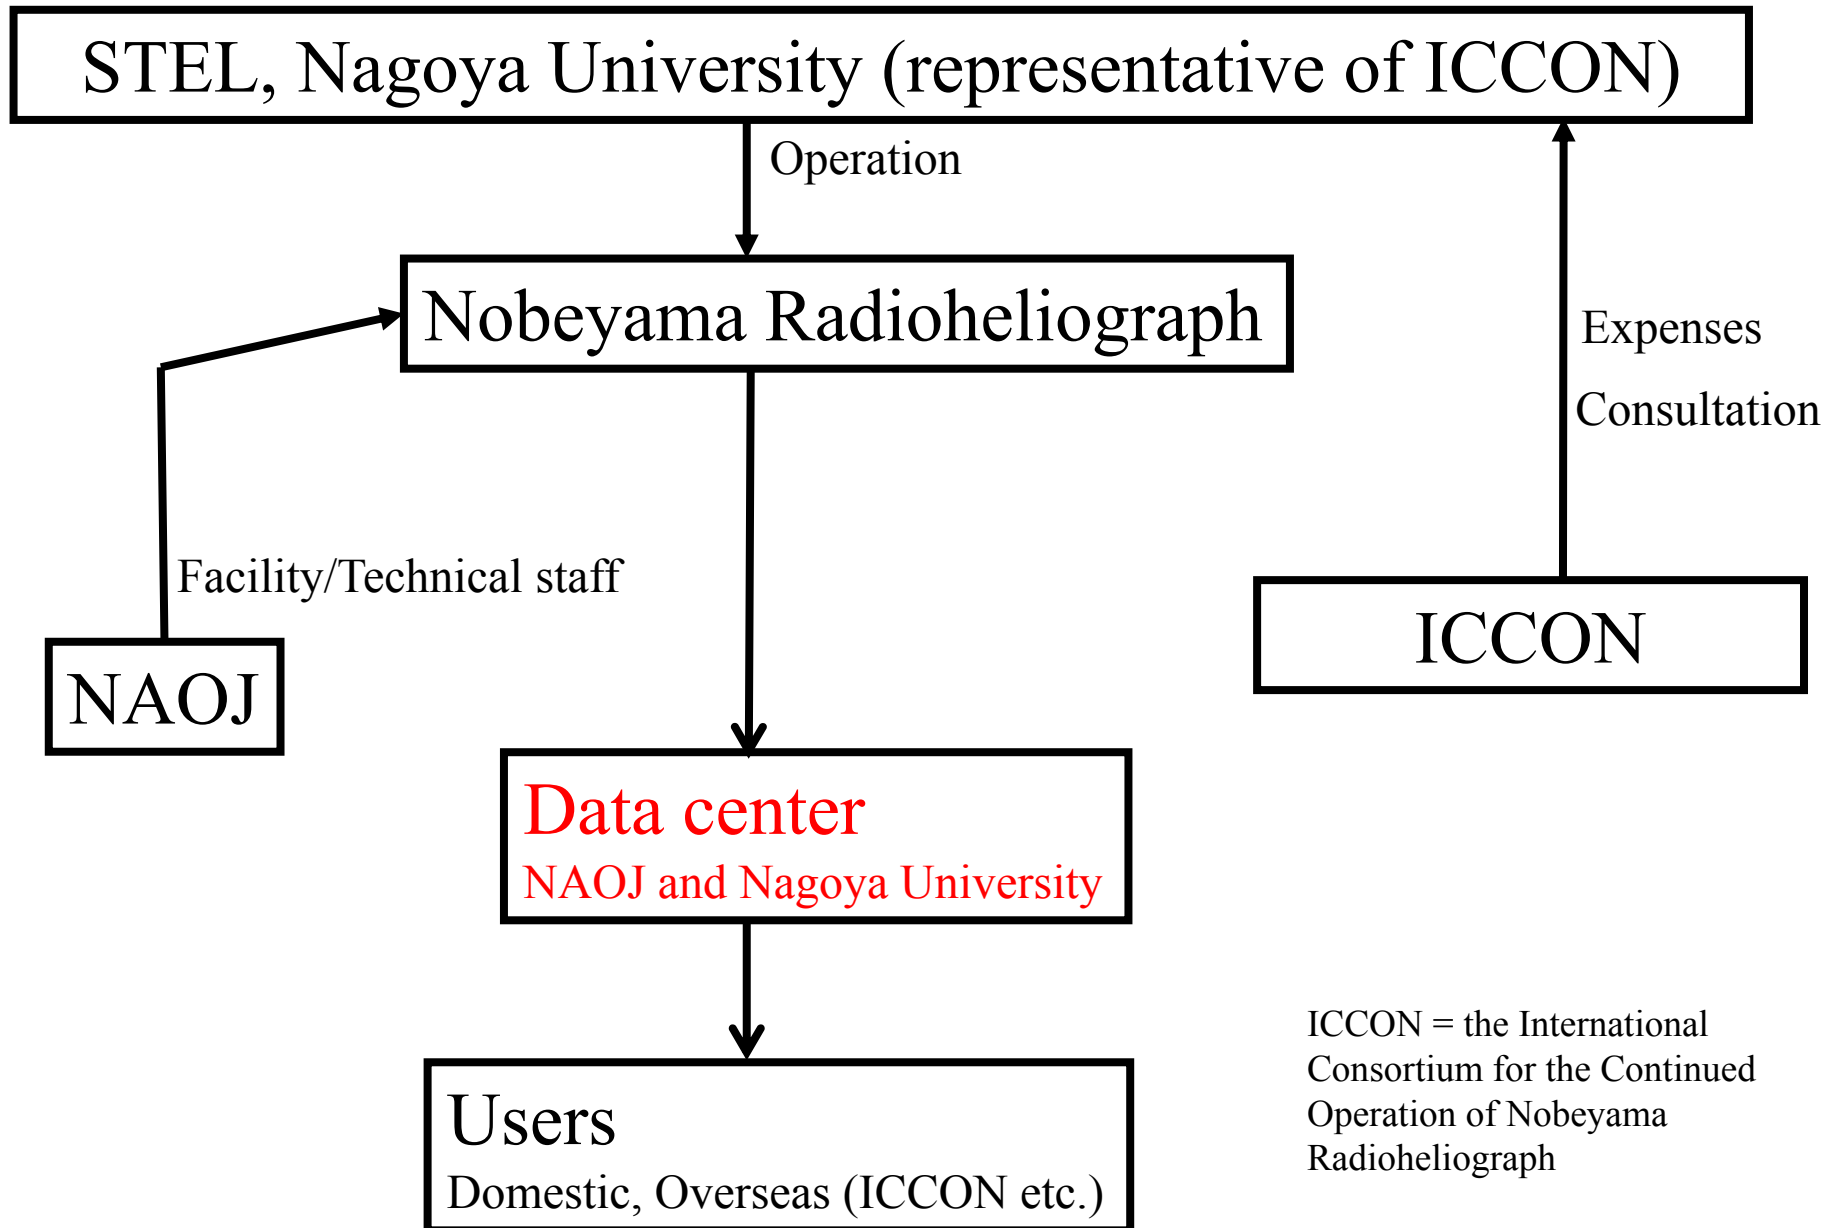 STEL, Nagoya University (representative of ICCON)
Operation
Nobeyama Radioheliograph
Expenses
Consultation
Facility/Technical staff
ICCON
NAOJ
Data center
NAOJ and Nagoya University
ICCON = the International
Consortium for the Continued
Operation of Nobeyama
Radioheliograph
Users
Domestic, Overseas (ICCON etc.)